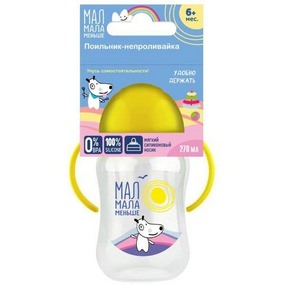 МАЛ
МАЛА
МЕНЬШЕ
6+ мес.
Поильник-непроливайка
Учусь самостоятельности!
УДОБНО
ДЕРЖАТЬ
0%
BPA
100%
SILICONE
МЯГКИЙ
СИЛИКОНОВЫЙ
НОСИК
270 МЛ
МАЛ
МАЛА
МЕНЬШЕ